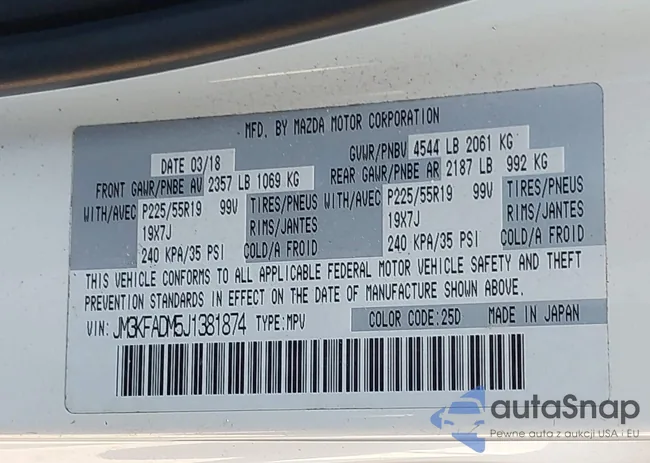 MFD. BY MAZDA MOTOR CORPORATION
DATE 03/18 GVWR/PNBV 4544 LB 2061 KG
FRONT GAWR/PNBE AV 2357 LB 1069 KG REAR GAWR/PNBE AR 2187 LB 992 KG
WITH/AVEC P225/55R19 99V TIRES/PNEUS WITH/AVEC P225/55R19 99V TIRES/PNEUS
19X7J RIMS/JANTES 19X7J RIMS/JANTES
240 KPA/35 PSI COLD/A FROID 240 KPA/35 PSI COLD/A FROID
THIS VEHICLE CONFORMS TO ALL APPLICABLE FEDERAL MOTOR VEHICLE SAFETY AND THEFT
PREVENTION STANDARDS IN EFFECT ON THE DATE OF MANUFACTURE SHOWN ABOVE.
VIN: JM3KFADM5J1381874 TYPE:MPV COLOR CODE:25D MADE IN JAPAN
autaSnap
Pewne auta z aukcji USA i EU